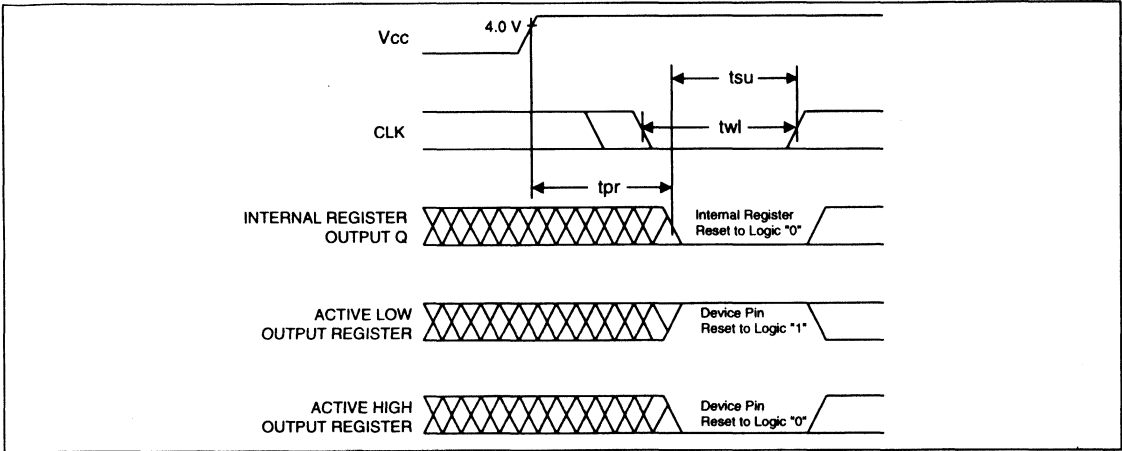 4.0 V
Vcc
tsu
CLK
twl
tpr
INTERNAL REGISTER
OUTPUT Q
Internal Register
Reset to Logic "0"
ACTIVE LOW
OUTPUT REGISTER
Device Pin
Reset to Logic "1"
ACTIVE HIGH
OUTPUT REGISTER
Device Pin
Reset to Logic "0"